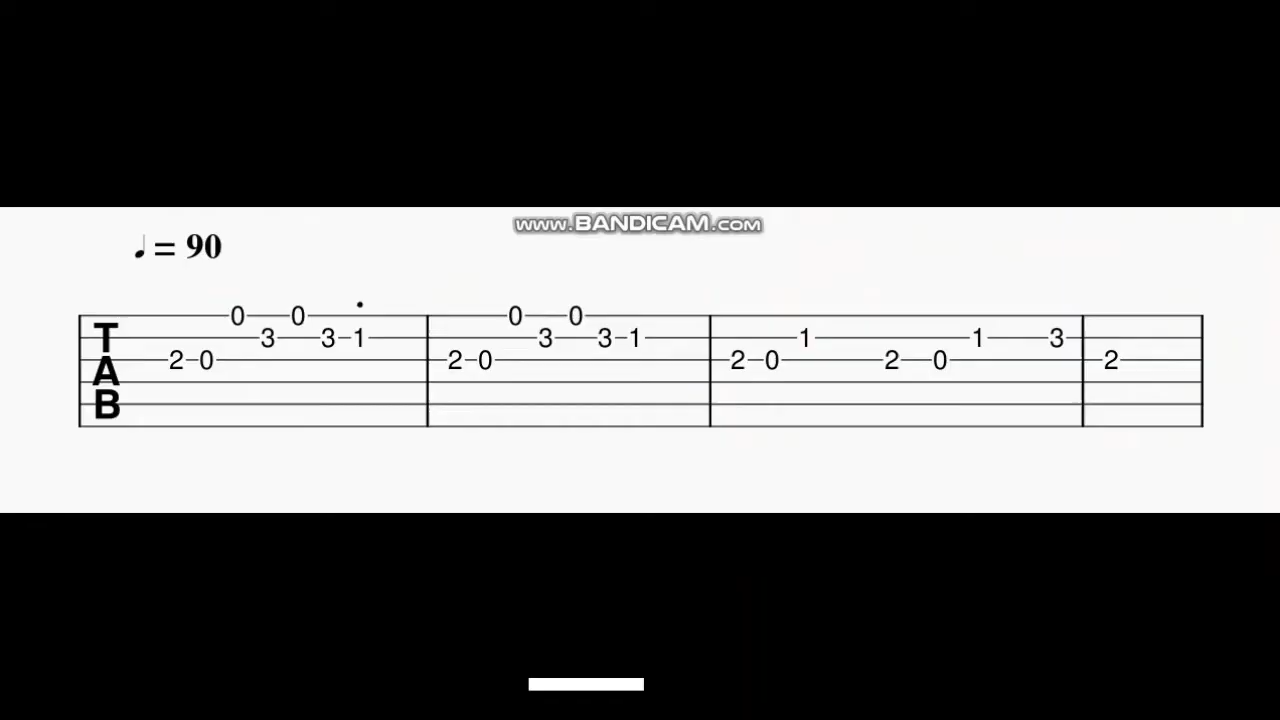 www.BANDICAM.com
♩ = 90
0 0 0 0
T 3 3 1 3 3 1 1 1 3
A 2 0 2 0 2 0 2 0 2
B